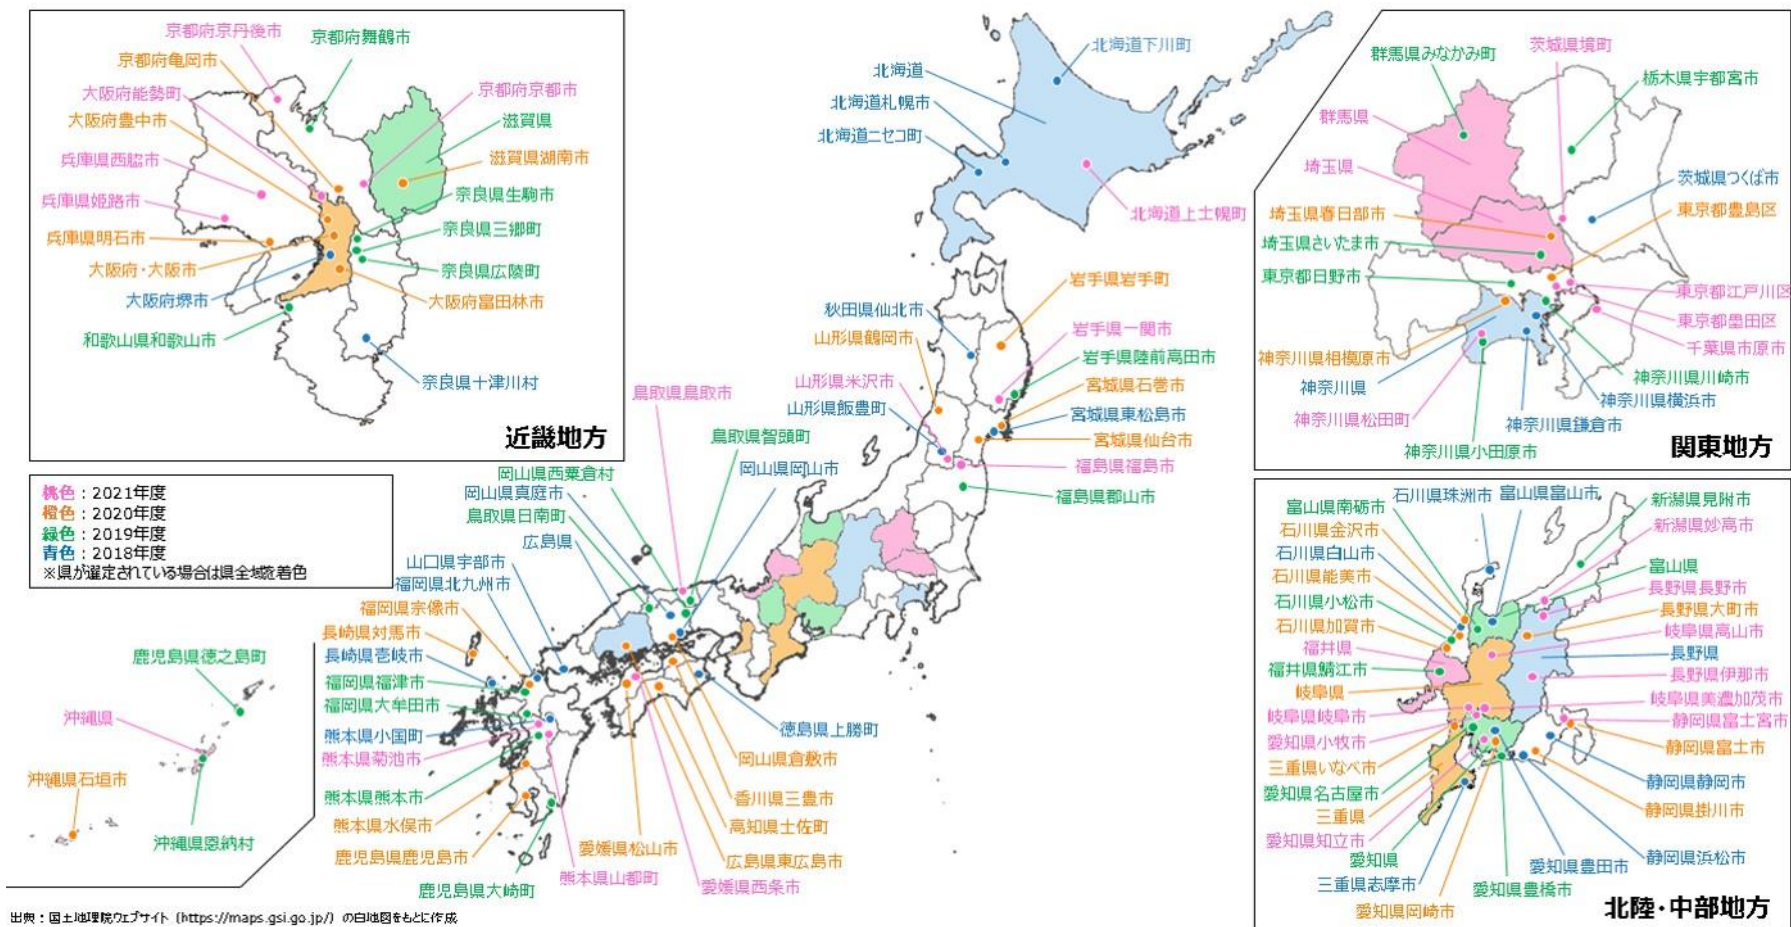 京都府京丹後市
京都府舞鶴市
京都府亀岡市
大阪府能勢町
京都府京都市
大阪府豊中市
滋賀県
兵庫県西脇市
滋賀県湖南市
奈良県生駒市
兵庫県姫路市
奈良県三郷町
兵庫県明石市
奈良県広陵町
大阪府・大阪市
大阪府堺市
大阪府富田林市
和歌山県和歌山市
奈良県十津川村
近畿地方
桃色：2021年度
橙色：2020年度
緑色：2019年度
青色：2018年度
※県が選定されている場合は県全域を着色
北海道下川町
北海道
北海道札幌市
北海道ニセコ町
北海道上士幌町
岩手県岩手町
秋田県仙北市
岩手県一関市
山形県鶴岡市
岩手県陸前高田市
山形県米沢市
宮城県石巻市
山形県飯豊町
宮城県東松島市
宮城県仙台市
福島県福島市
福島県郡山市
鳥取県鳥取市
鳥取県智頭町
岡山県西粟倉村
岡山県岡山市
岡山県真庭市
鳥取県日南町
広島県
山口県宇部市
福岡県北九州市
福岡県宗像市
長崎県対馬市
長崎県壱岐市
福岡県福津市
福岡県大牟田市
熊本県小国町
熊本県菊池市
熊本県熊本市
熊本県水俣市
鹿児島県鹿児島市
鹿児島県大崎町
熊本県山都町
愛媛県松山市
愛媛県西条市
広島県東広島市
高知県土佐町
香川県三豊市
岡山県倉敷市
徳島県上勝町
鹿児島県徳之島町
沖縄県
沖縄県石垣市
沖縄県恩納村
群馬県みなかみ町
茨城県境町
栃木県宇都宮市
群馬県
埼玉県
茨城県つくば市
埼玉県春日部市
東京都豊島区
埼玉県さいたま市
東京都日野市
東京都江戸川区
東京都墨田区
千葉県市原市
神奈川県相模原市
神奈川県川崎市
神奈川県
神奈川県横浜市
神奈川県松田町
神奈川県鎌倉市
神奈川県小田原市
関東地方
石川県珠洲市
富山県富山市
富山県南砺市
新潟県見附市
石川県金沢市
新潟県妙高市
石川県白山市
富山県
石川県能美市
長野県長野市
石川県小松市
長野県大町市
石川県加賀市
岐阜県高山市
福井県
長野県
福井県鯖江市
長野県伊那市
岐阜県
岐阜県美濃加茂市
岐阜県岐阜市
静岡県富士宮市
愛知県小牧市
静岡県富士市
三重県いなべ市
静岡県静岡市
愛知県名古屋市
静岡県掛川市
三重県
愛知県知立市
愛知県
静岡県浜松市
愛知県豊田市
三重県志摩市
愛知県豊橋市
愛知県岡崎市
北陸・中部地方
出典：国土地理院ウェブサイト（https://maps.gsi.go.jp/）の白地図をもとに作成